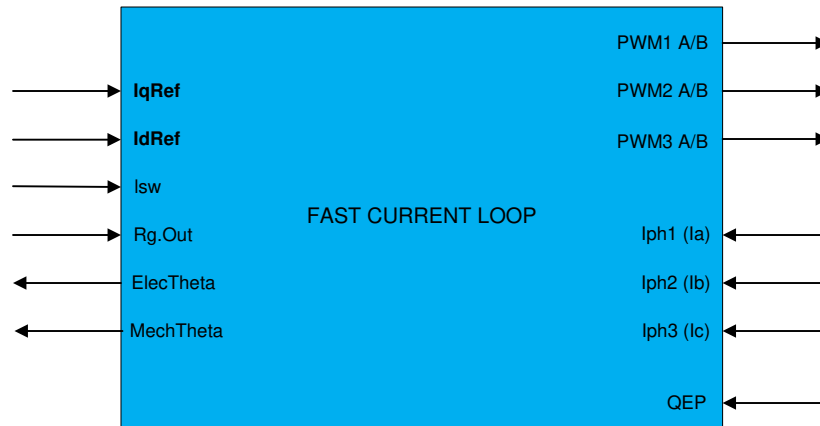 IqRef
IdRef
Isw
Rg.Out
ElecTheta
MechTheta
FAST CURRENT LOOP
PWM1 A/B
PWM2 A/B
PWM3 A/B
Iph1 (Ia)
Iph2 (Ib)
Iph3 (Ic)
QEP